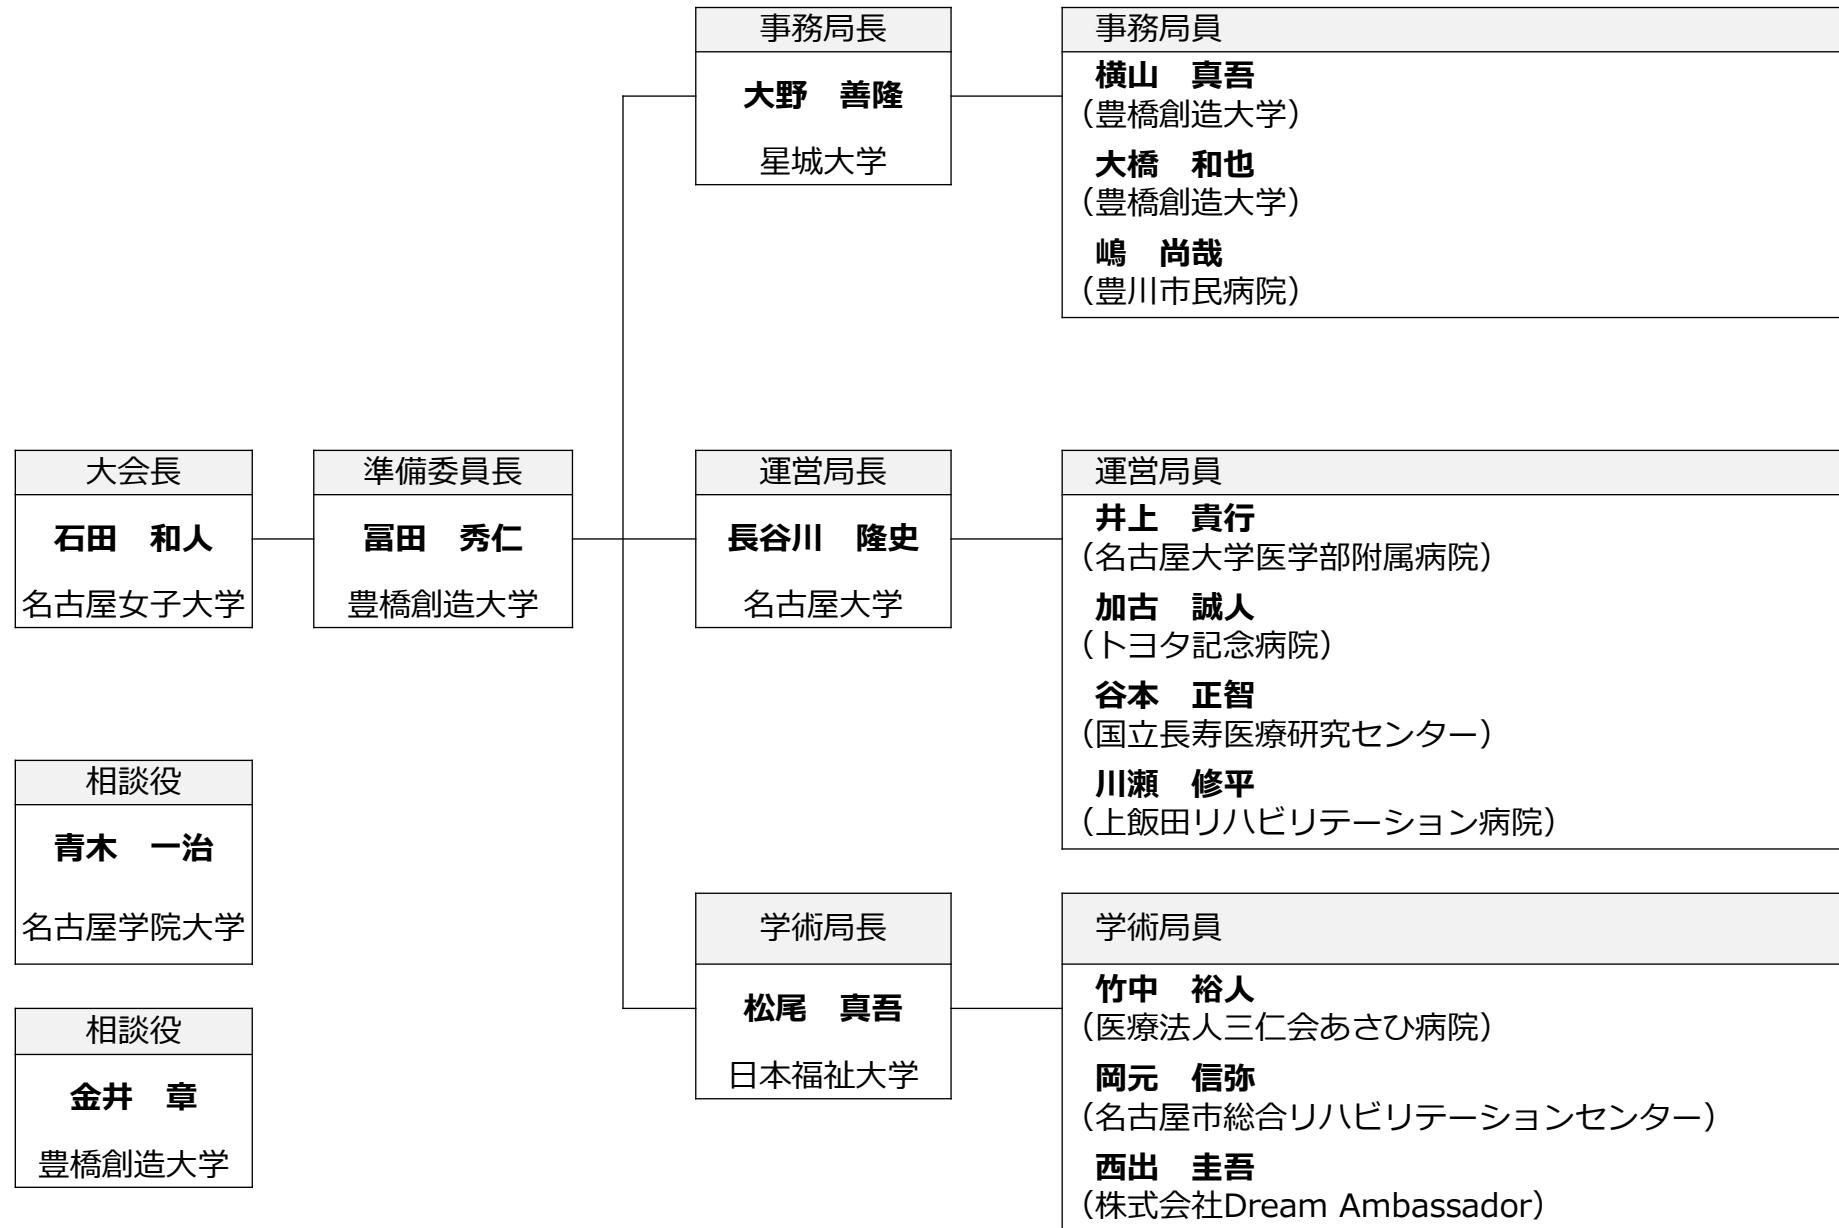 事務局長
大野　善隆
星城大学
事務局員
横山　真吾
（豊橋創造大学）
大橋　和也
（豊橋創造大学）
嶋　尚哉
（豊川市民病院）
大会長
石田　和人
名古屋女子大学
準備委員長
冨田　秀仁
豊橋創造大学
運営局長
長谷川　隆史
名古屋大学
運営局員
井上　貴行
（名古屋大学医学部附属病院）
加古　誠人
（トヨタ記念病院）
谷本　正智
（国立長寿医療研究センター）
川瀬　修平
（上飯田リハビリテーション病院）
相談役
青木　一治
名古屋学院大学
相談役
金井　章
豊橋創造大学
学術局長
松尾　真吾
日本福祉大学
学術局員
竹中　裕人
（医療法人三仁会あさひ病院）
岡元　信弥
（名古屋市総合リハビリテーションセンター）
西出　圭吾
（株式会社Dream Ambassador）